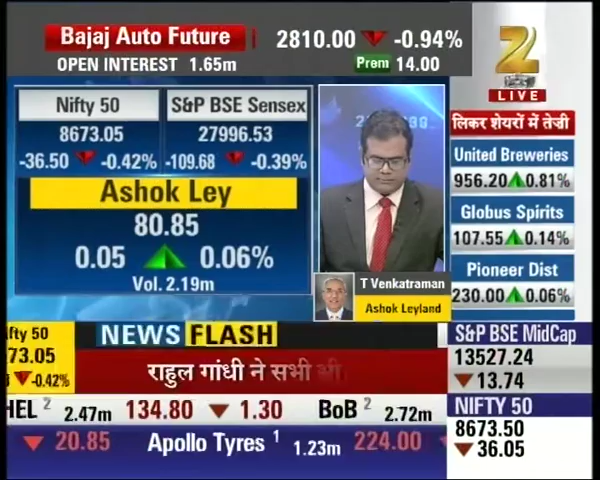 Bajaj Auto Future
2810.00 -0.94%
OPEN INTEREST 1.65m
Prem 14.00
LIVE
Nifty 50
8673.05
-36.50 -0.42%
S&P BSE Sensex
27996.53
-109.68 -0.39%
Ashok Ley
80.85
0.05 0.06%
Vol. 2.19m
T Venkatraman
Ashok Leyland
लिकर शेयरों में तेजी
United Breweries
956.20 0.81%
Globus Spirits
107.55 0.14%
Pioneer Dist
230.00 0.06%
fty 50
73.05
-0.42%
NEWS FLASH
राहुल गांधी ने सभी
S&P BSE MidCap
13527.24
13.74
NIFTY 50
8673.50
36.05
HEL 2 2.47m 134.80 1.30 BoB 2 2.72m
20.85 Apollo Tyres 1 1.23m 224.00